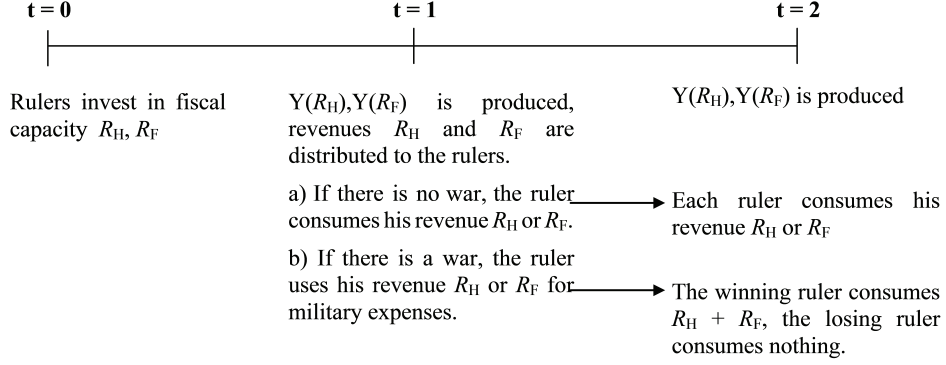 t = 0
t = 1
t = 2
Rulers invest in fiscal
capacity R_H, R_F
Y(R_H),Y(R_F) is produced,
revenues R_H and R_F are
distributed to the rulers.
a) If there is no war, the ruler
consumes his revenue R_H or R_F.
b) If there is a war, the ruler
uses his revenue R_H or R_F for
military expenses.
Y(R_H),Y(R_F) is produced
Each ruler consumes his
revenue R_H or R_F
The winning ruler consumes
R_H + R_F, the losing ruler
consumes nothing.